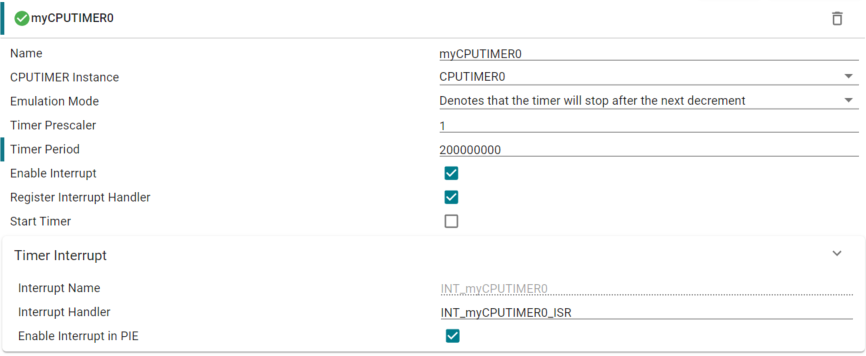 myCPUTIMER0
Name myCPUTIMER0
CPUTIMER Instance CPUTIMER0
Emulation Mode Denotes that the timer will stop after the next decrement
Timer Prescaler 1
Timer Period 200000000
Enable Interrupt
Register Interrupt Handler
Start Timer
Timer Interrupt
Interrupt Name INT_myCPUTIMER0
Interrupt Handler INT_myCPUTIMER0_ISR
Enable Interrupt in PIE